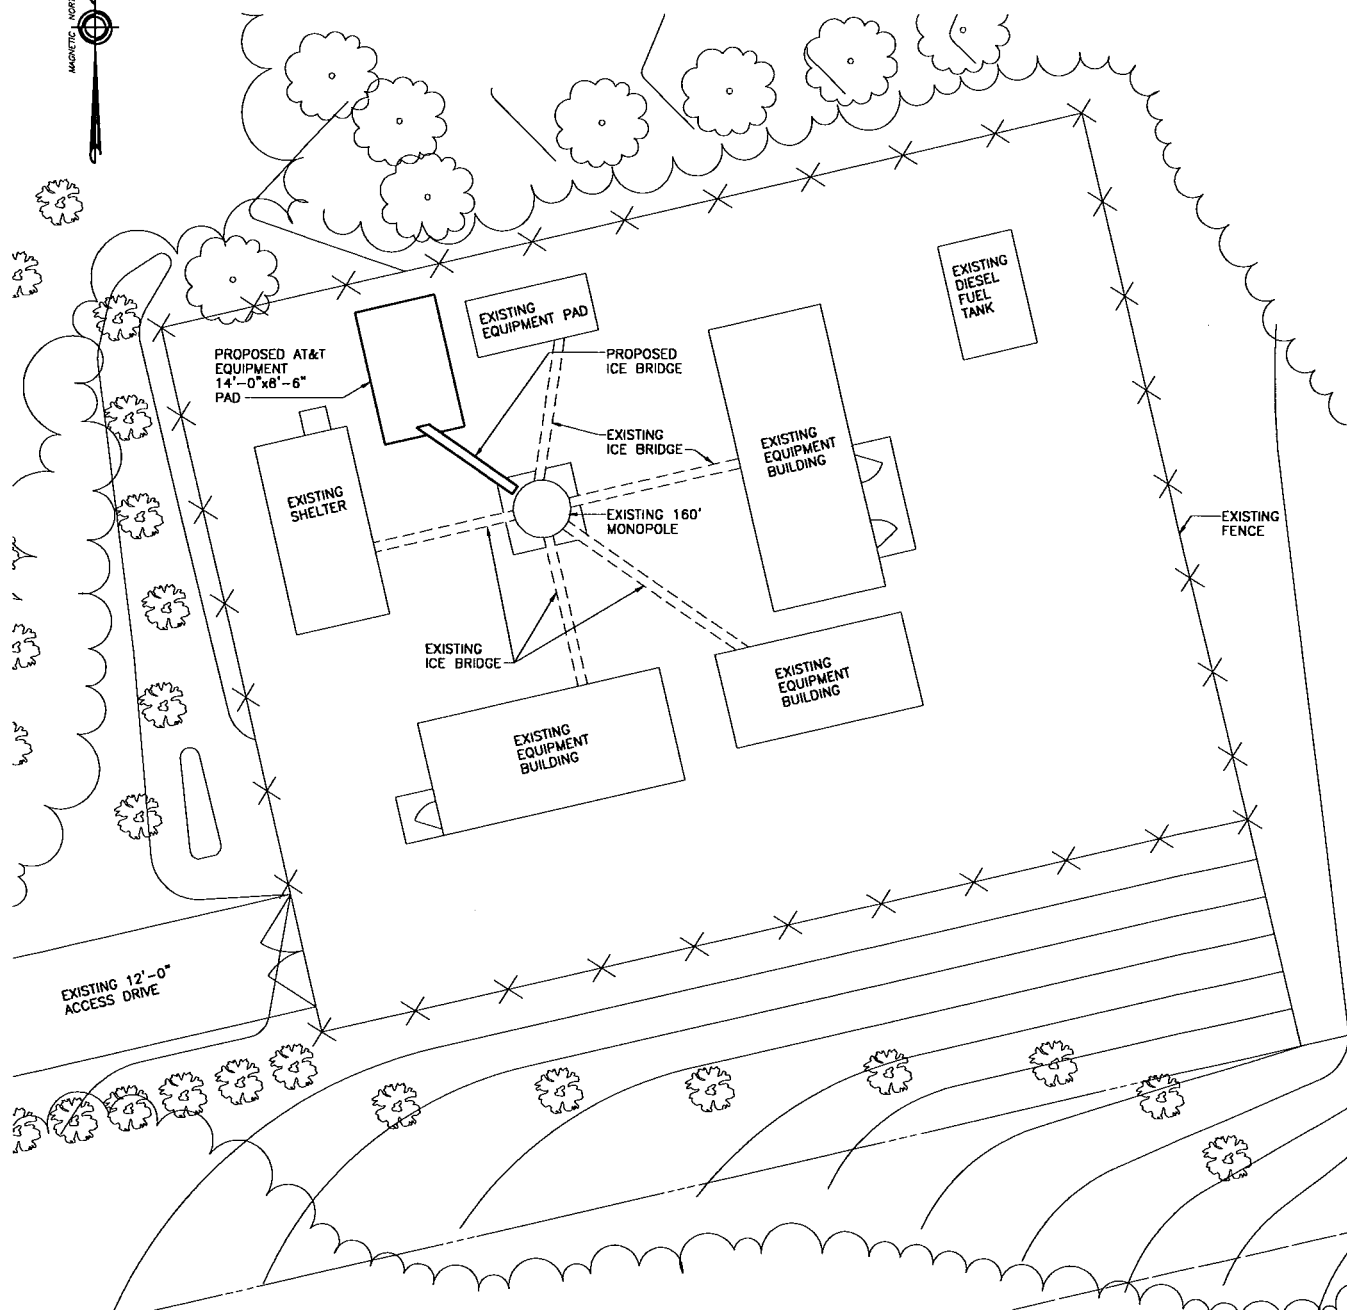 MAGNETIC NOR
EXISTING
DIESEL
FUEL
TANK
EXISTING
EQUIPMENT PAD
PROPOSED AT&T
EQUIPMENT
14'-0"x8'-6"
PAD
PROPOSED
ICE BRIDGE
EXISTING
ICE BRIDGE
EXISTING
EQUIPMENT
BUILDING
EXISTING
SHELTER
EXISTING 160'
MONOPOLE
EXISTING
FENCE
EXISTING
ICE BRIDGE
EXISTING
EQUIPMENT
BUILDING
EXISTING
EQUIPMENT
BUILDING
EXISTING 12'-0"
ACCESS DRIVE